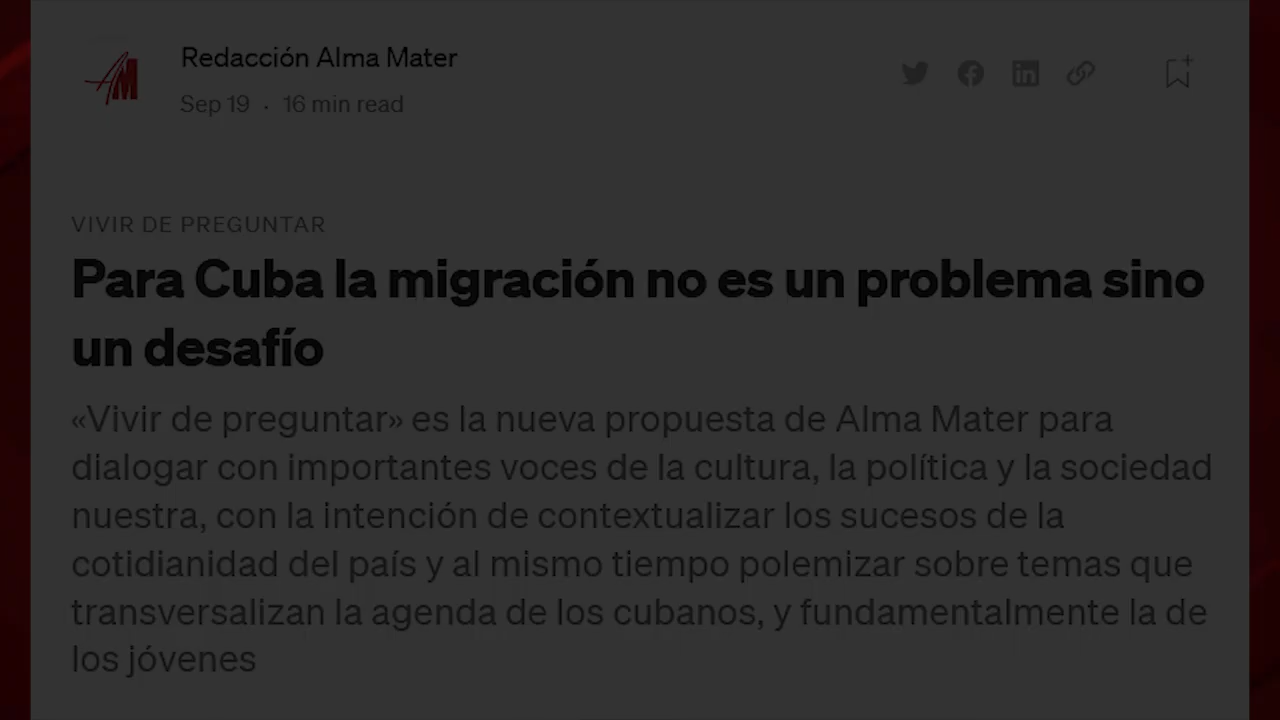 AM
Redacción Alma Mater
Sep 19 · 16 min read
VIVIR DE PREGUNTAR
Para Cuba la migración no es un problema sino
un desafío
«Vivir de preguntar» es la nueva propuesta de Alma Mater para
dialogar con importantes voces de la cultura, la política y la sociedad
nuestra, con la intención de contextualizar los sucesos de la
cotidianidad del país y al mismo tiempo polemizar sobre temas que
transversalizan la agenda de los cubanos, y fundamentalmente la de
los jóvenes